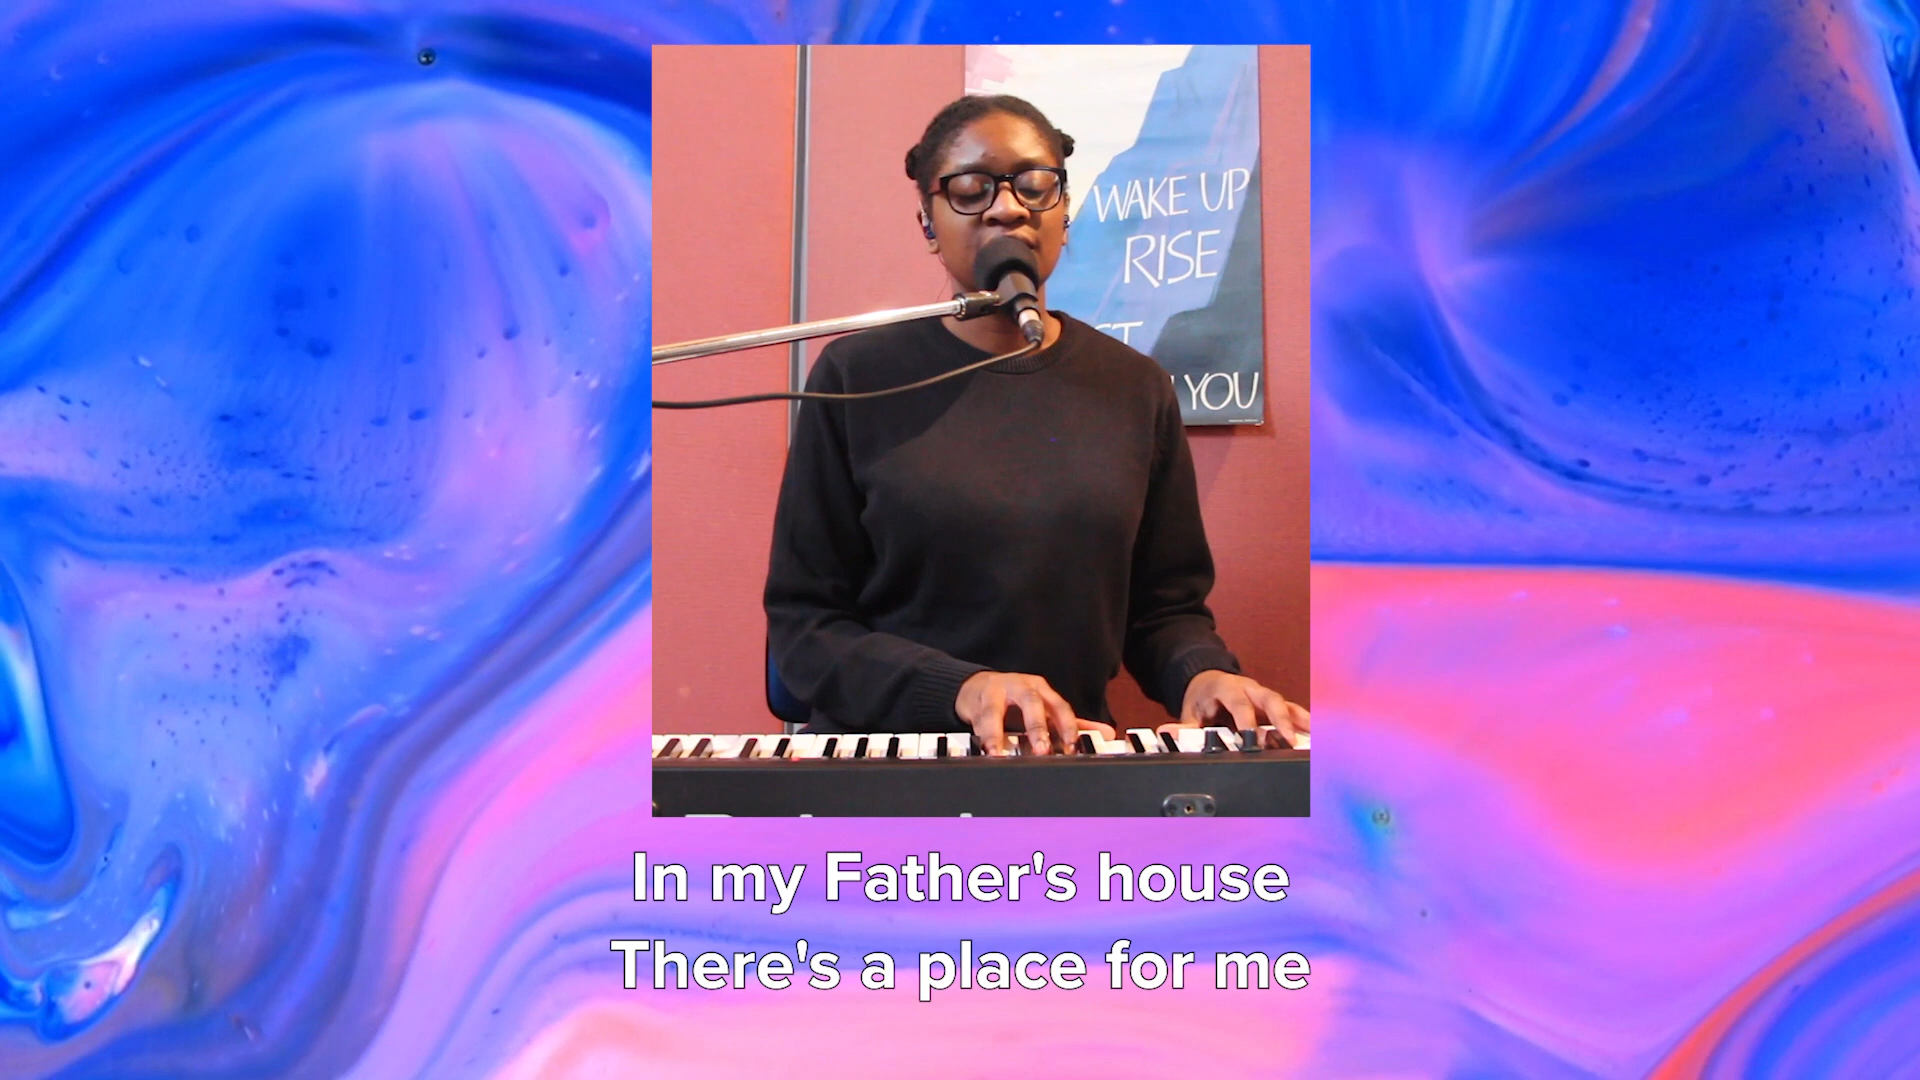 WAKE UP
RISE
YOU
In my Father's house
There's a place for me